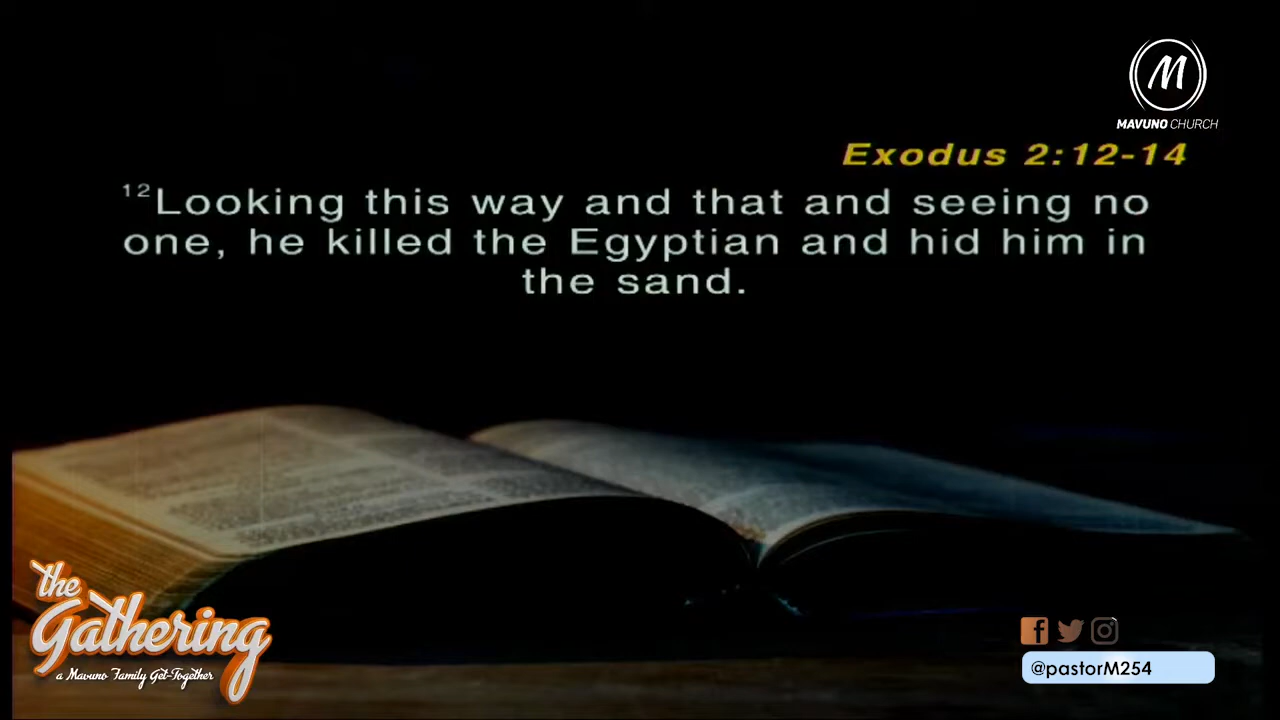 M
MAVUNO CHURCH
Exodus 2:12-14
¹²Looking this way and that and seeing no
one, he killed the Egyptian and hid him in
the sand.
the
Gathering
a Mavuno Family Get-Together
@pastorM254